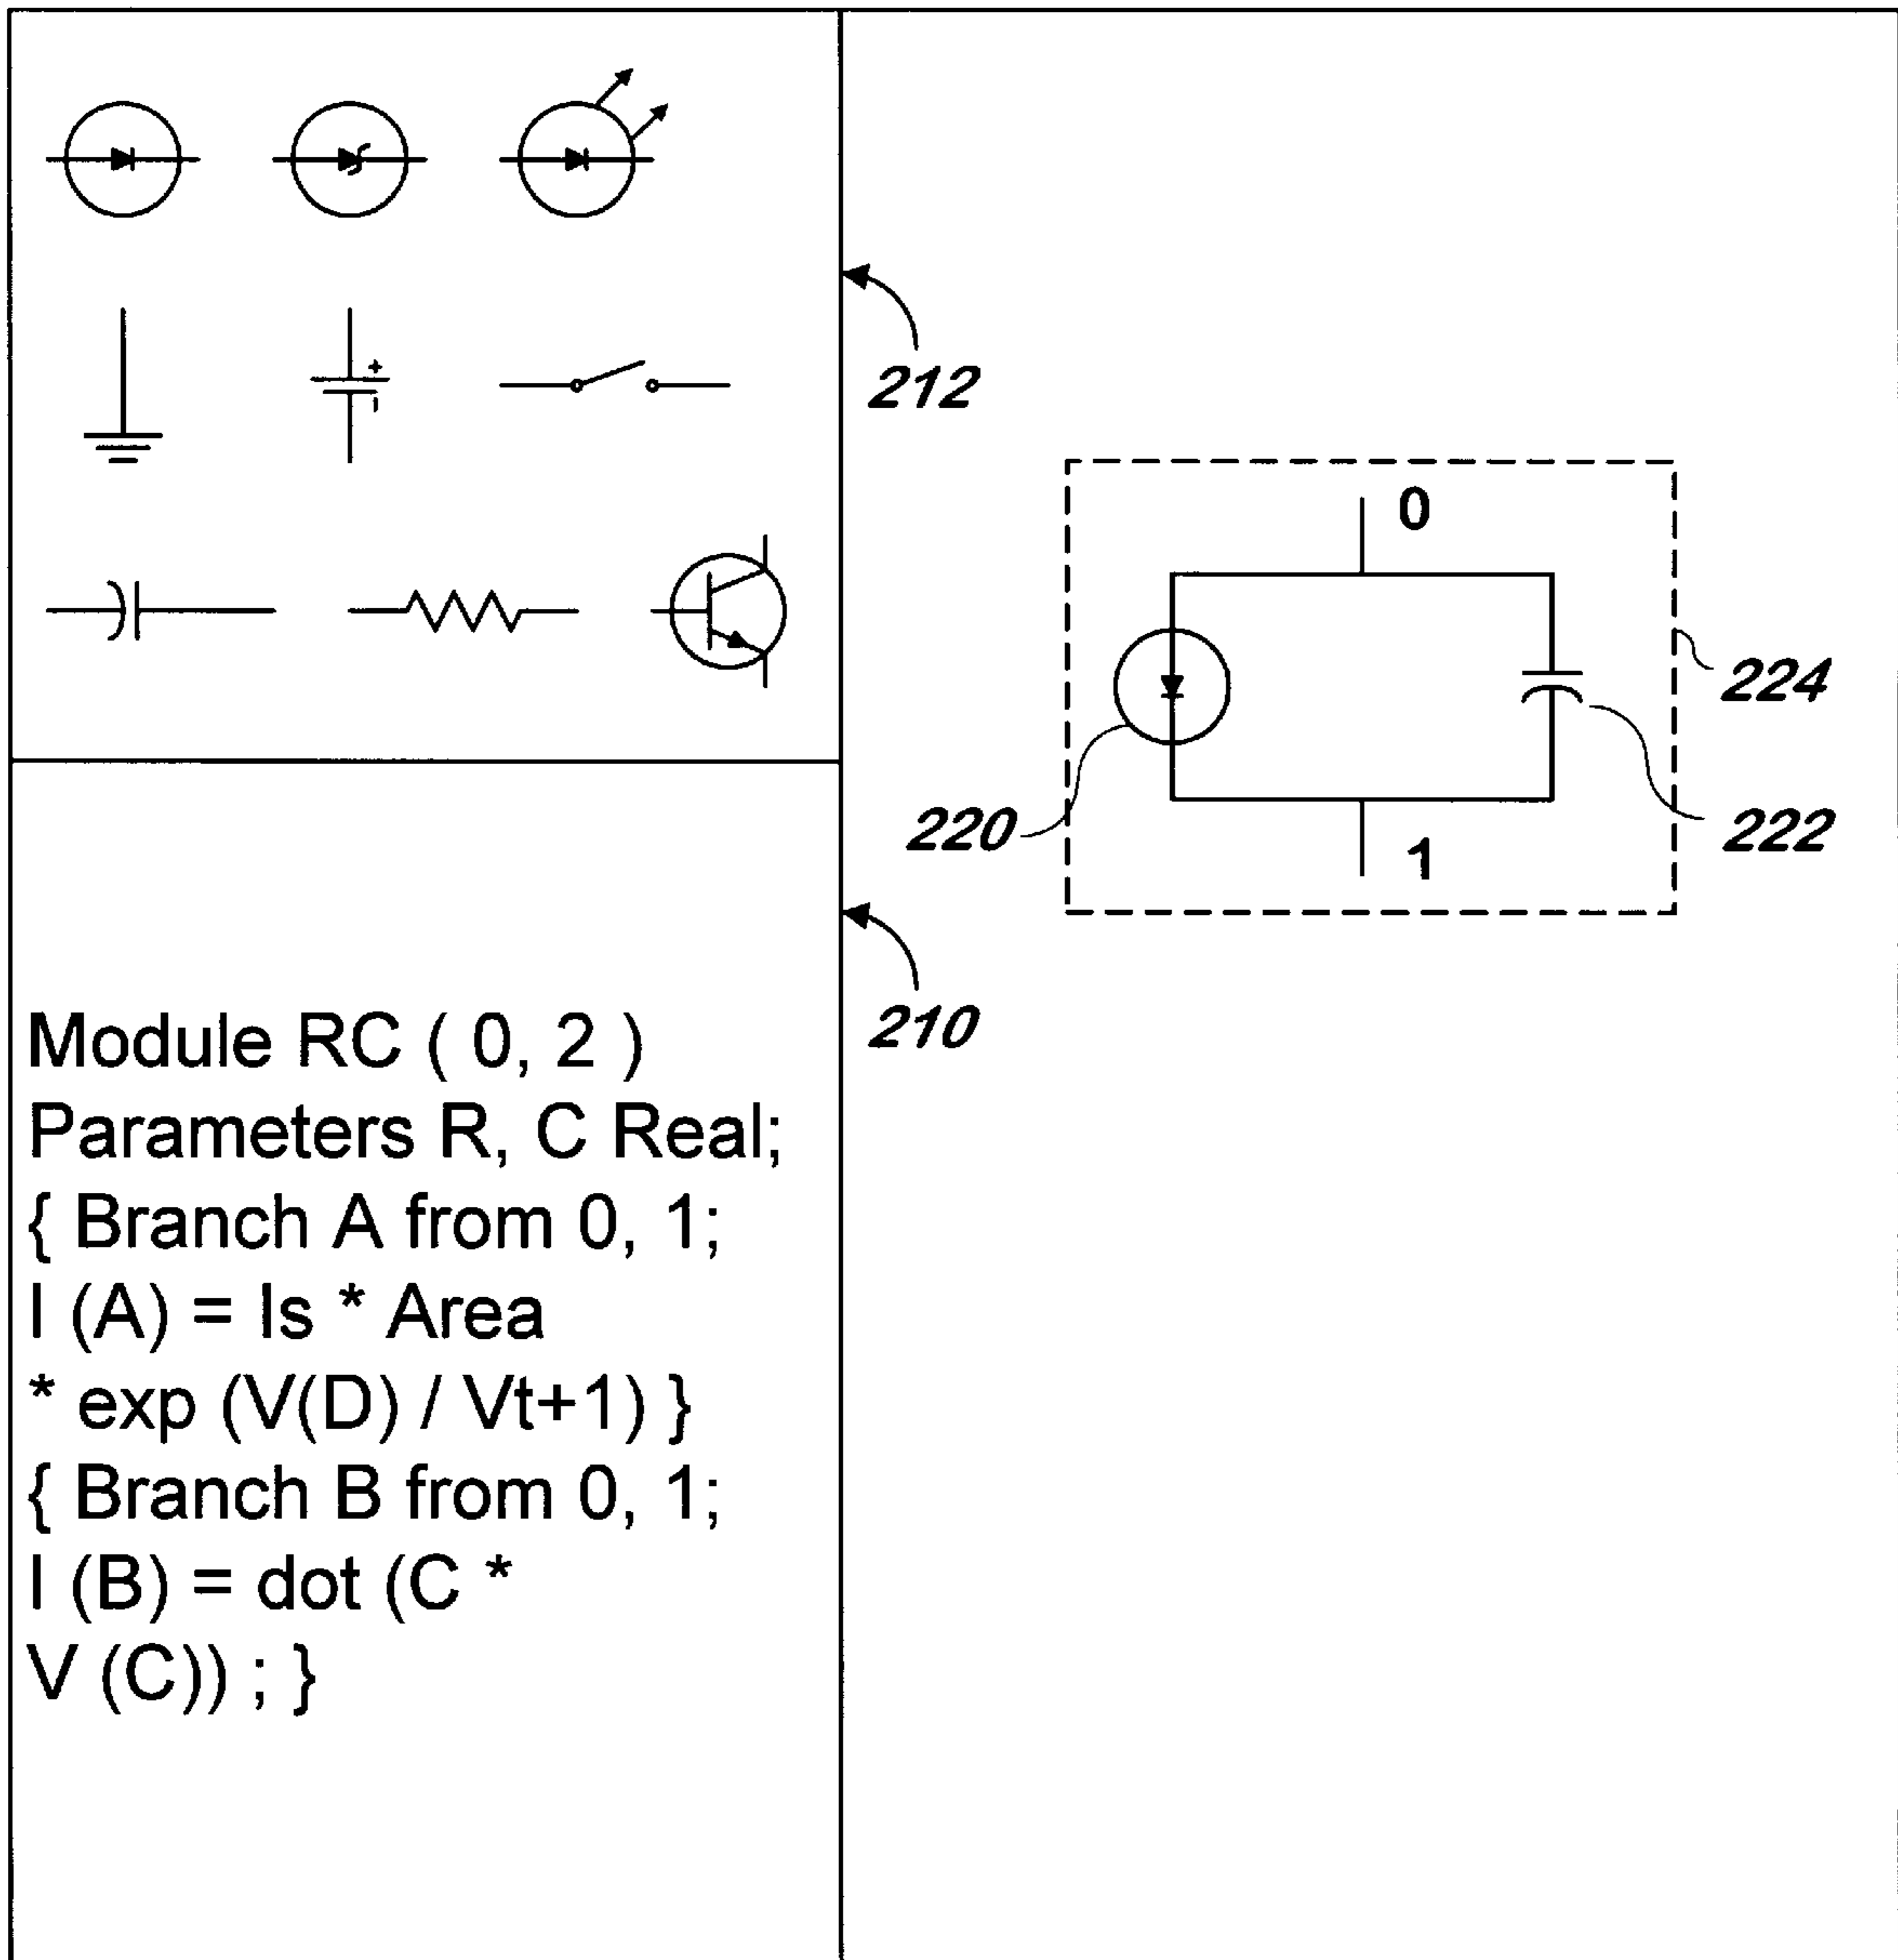 212
0
224
220
222
1
210
Module RC ( 0, 2 )
Parameters R, C Real;
{ Branch A from 0, 1;
I (A) = Is * Area
* exp (V(D) / Vt+1) }
{ Branch B from 0, 1;
I (B) = dot (C *
V (C)) ; }